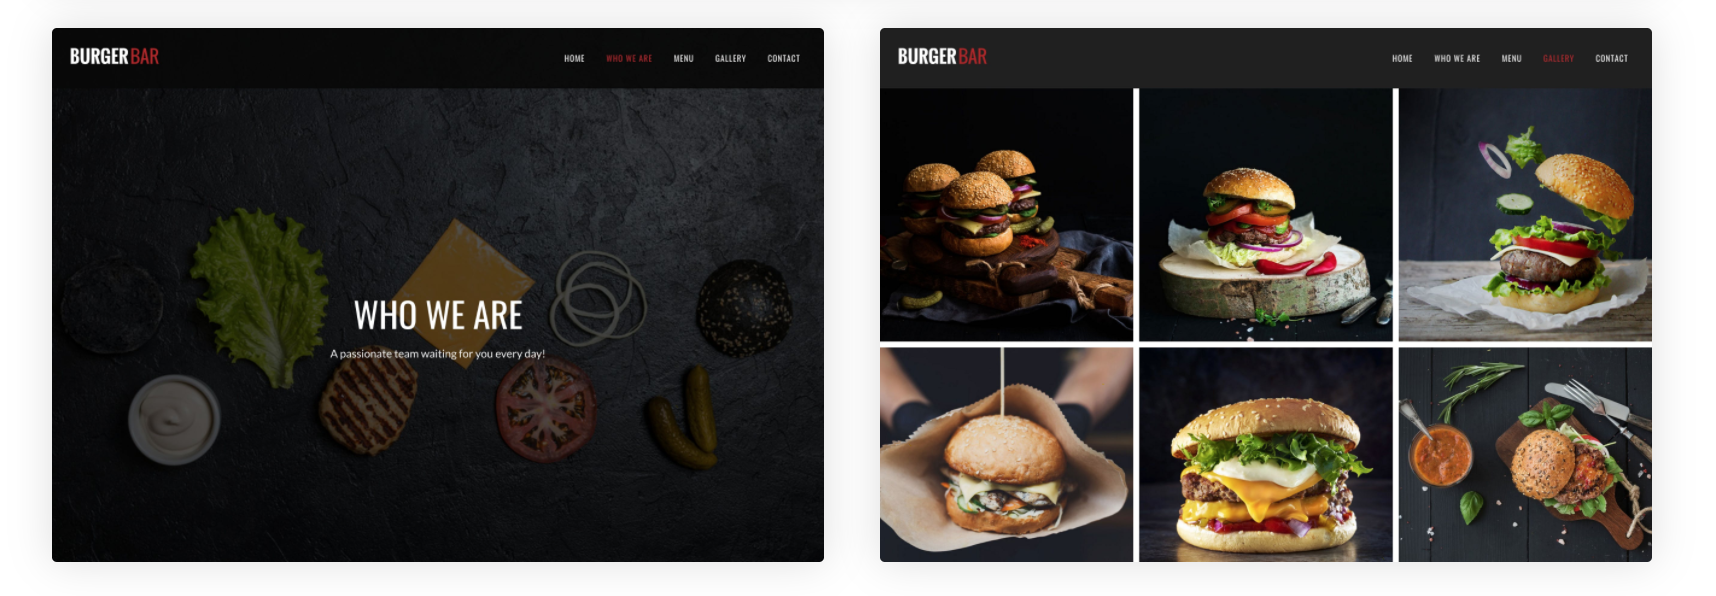 BURGER BAR
HOME WHO WE ARE MENU GALLERY CONTACT
WHO WE ARE
A passionate team waiting for you every day!
BURGER BAR
HOME WHO WE ARE MENU GALLERY CONTACT